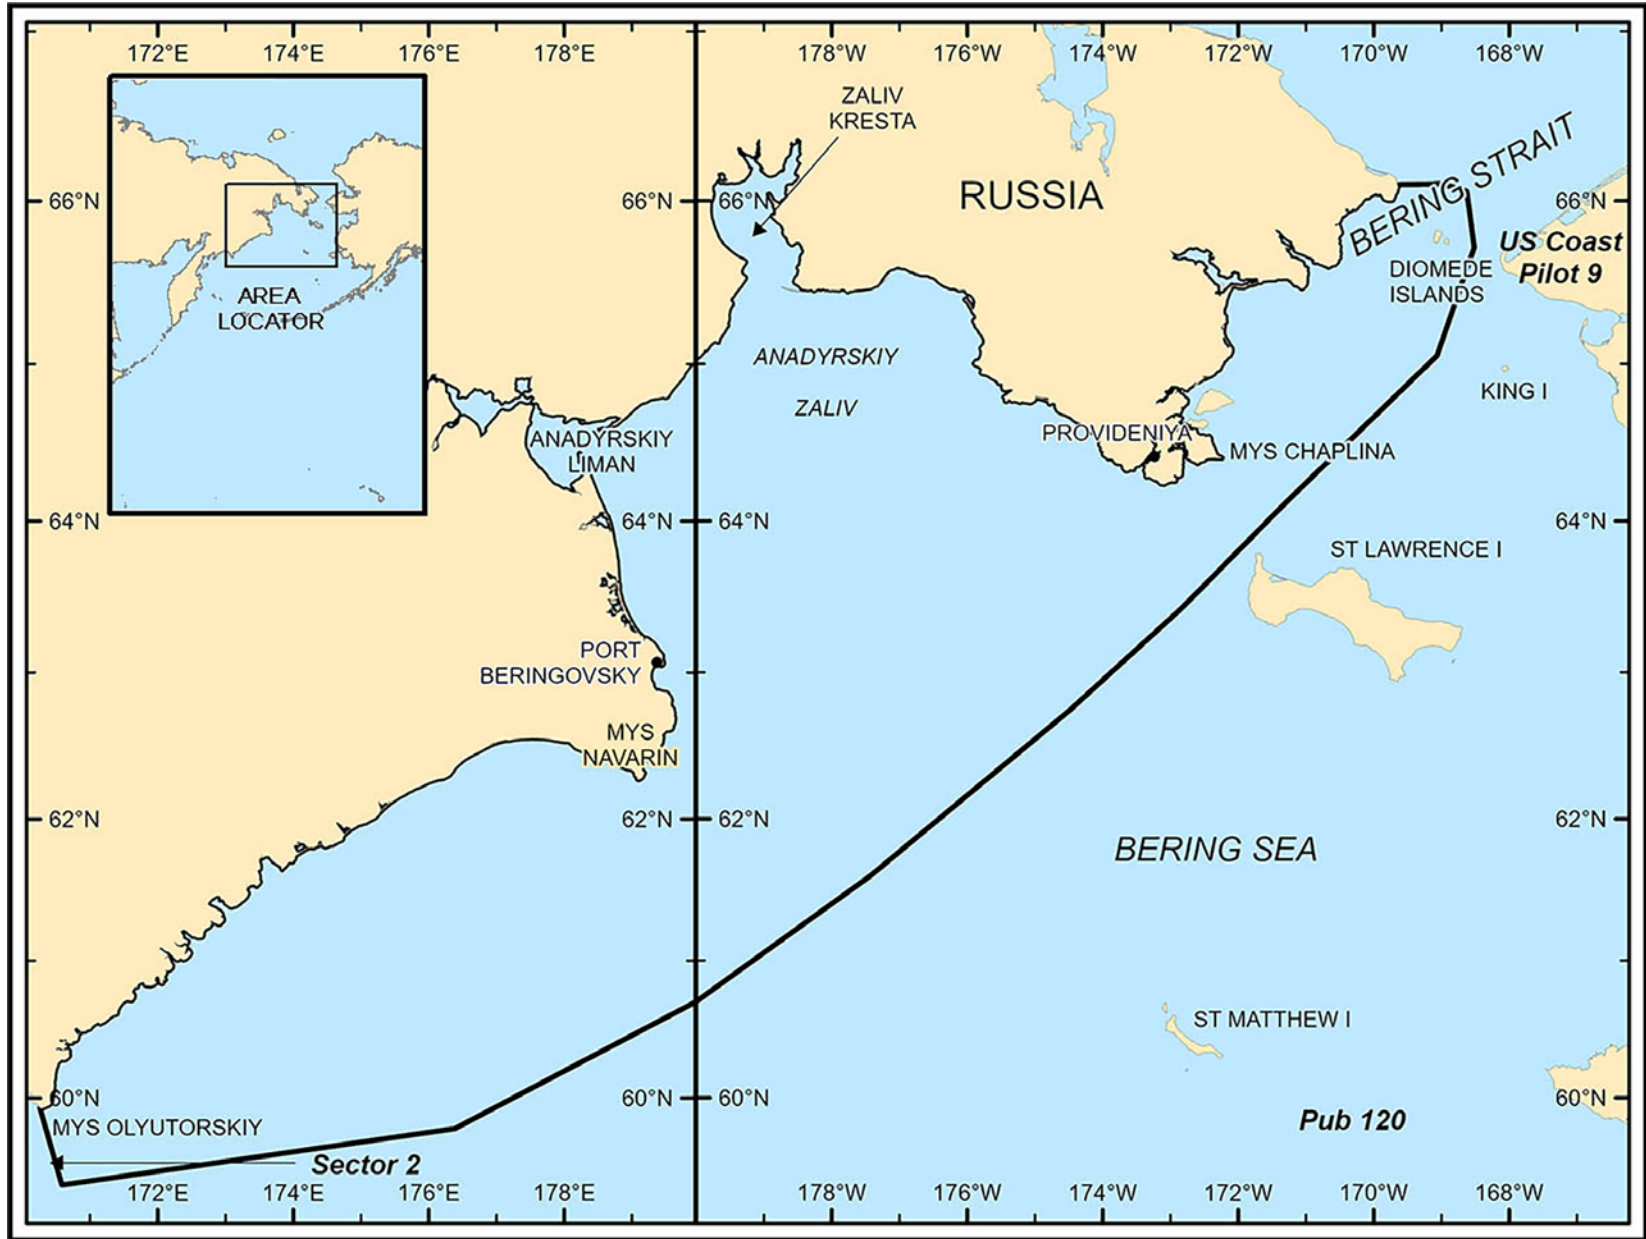 172°E 174°E 176°E 178°E 178°W 176°W 174°W 172°W 170°W 168°W
ZALIV
KRESTA
BERING STRAIT
RUSSIA
66°N 66°N 66°N 66°N
US Coast
Pilot 9
DIOMEDE
ISLANDS
AREA
LOCATOR
ANADYRSKIY
ZALIV
KING I
ANADYRSKIY
LIMAN
PROVIDENIYA
MYS CHAPLINA
64°N 64°N 64°N 64°N
ST LAWRENCE I
PORT
BERINGOVSKY
MYS
NAVARIN
62°N 62°N 62°N 62°N
BERING SEA
ST MATTHEW I
60°N 60°N 60°N 60°N
MYS OLYUTORSKIY
Pub 120
Sector 2
172°E 174°E 176°E 178°E 178°W 176°W 174°W 172°W 170°W 168°W